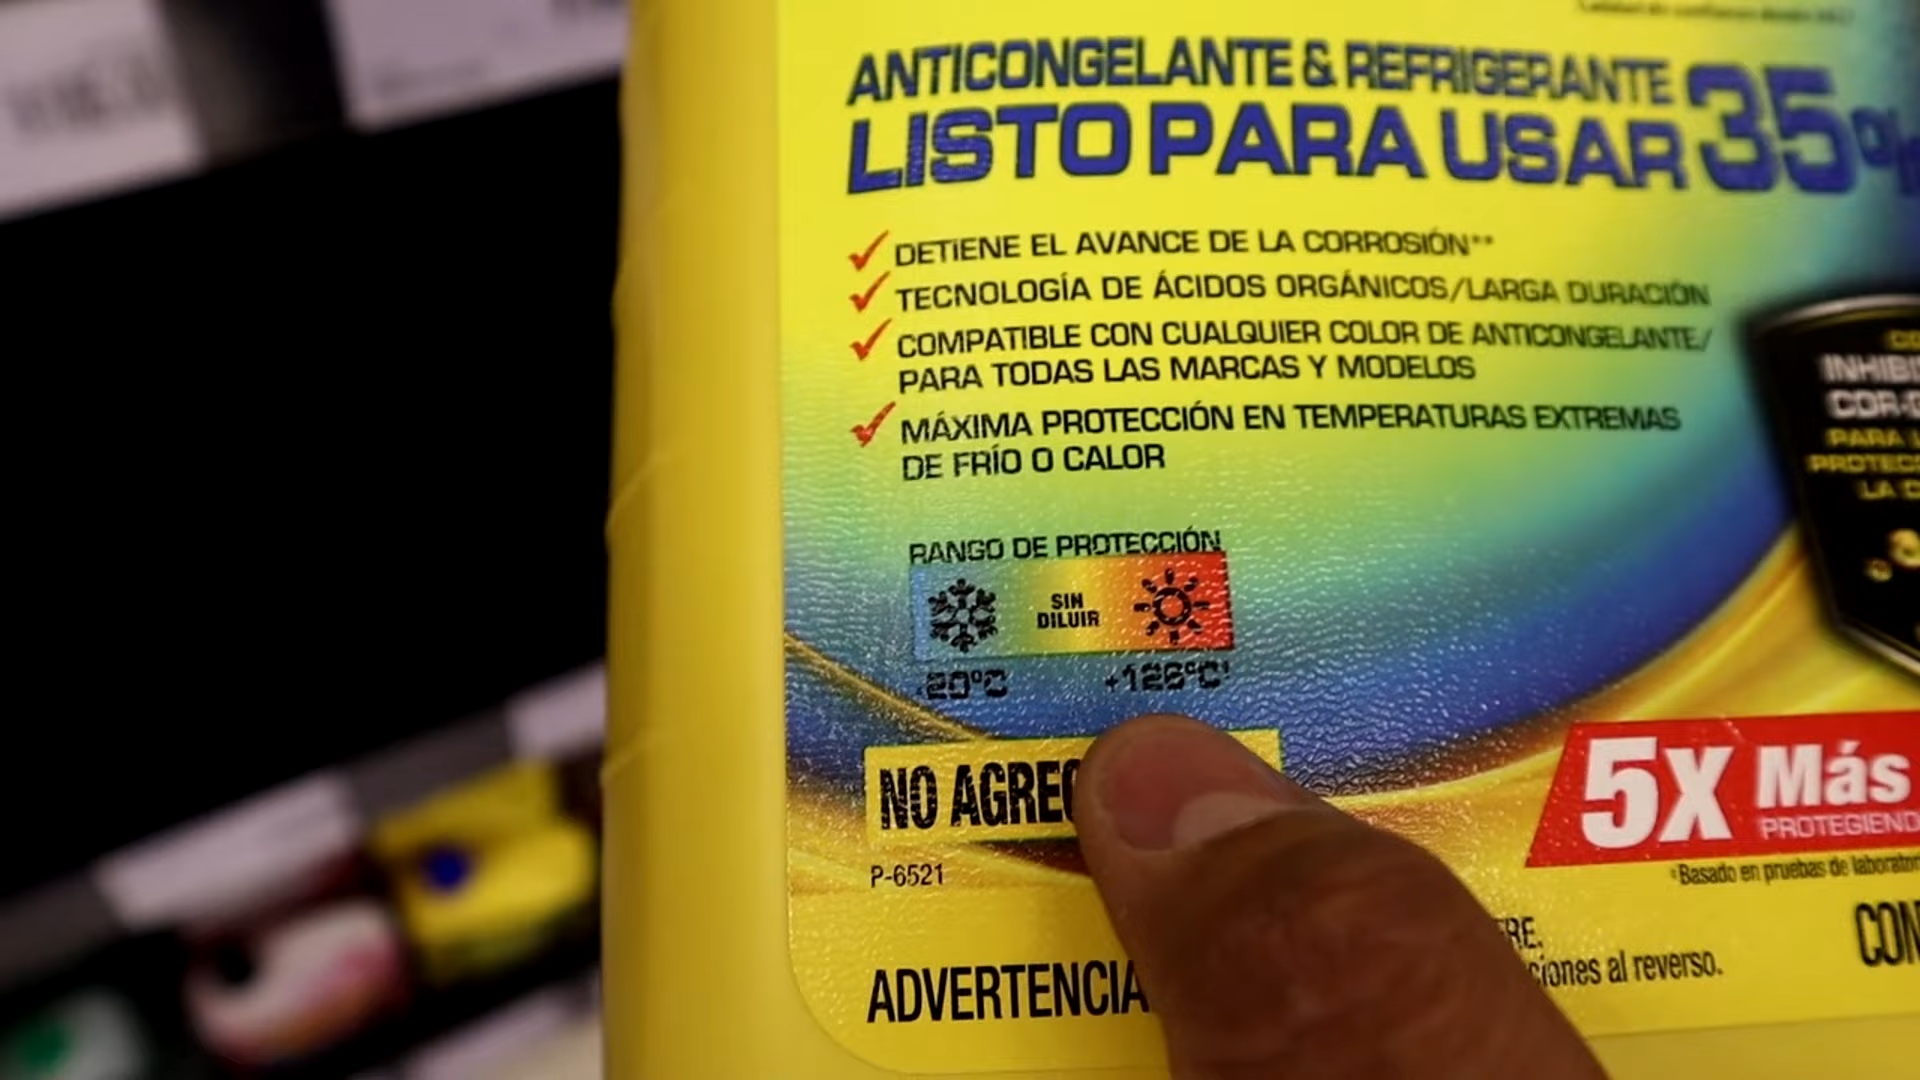 ANTICONGELANTE & REFRIGERANTE
LISTO PARA USAR 35%
DETIENE EL AVANCE DE LA CORROSIÓN**
TECNOLOGÍA DE ÁCIDOS ORGÁNICOS/LARGA DURACIÓN
COMPATIBLE CON CUALQUIER COLOR DE ANTICONGELANTE/
PARA TODAS LAS MARCAS Y MODELOS
MÁXIMA PROTECCIÓN EN TEMPERATURAS EXTREMAS
DE FRÍO O CALOR
INHIBI
COR-
PARA L
PROTEC
RANGO DE PROTECCIÓN
SIN
DILUIR
-20°C +126°C¹
NO AGREG
P-6521
5X Más
PROTEGIEND
Basado en pruebas de laborator
ADVERTENCIA
RE.
ciones al reverso.
CON